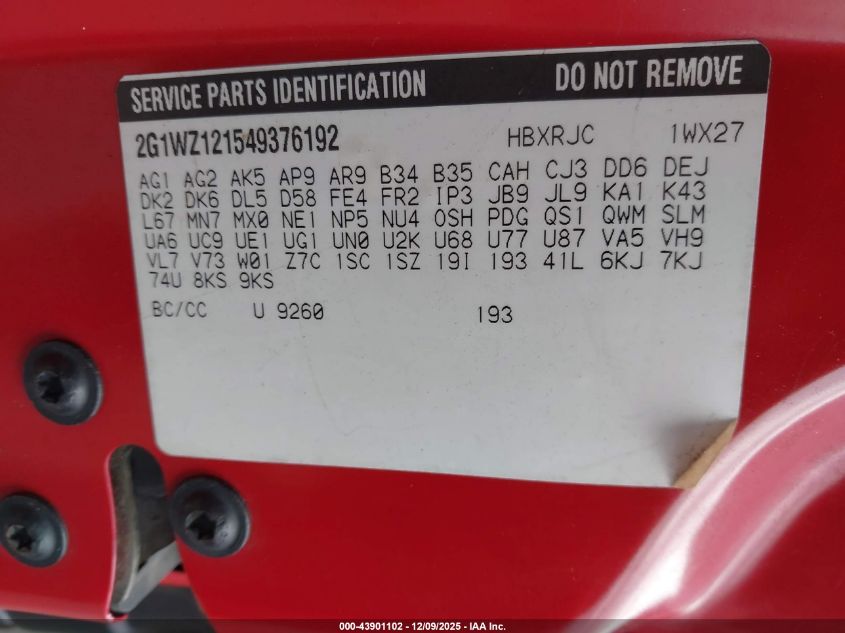 SERVICE PARTS IDENTIFICATION DO NOT REMOVE
2G1WZ121549376192 HBXRJC 1WX27
AG1 AG2 AK5 AP9 AR9 B34 B35 CAH CJ3 DD6 DEJ
DK2 DK6 DL5 D58 FE4 FR2 IP3 JB9 JL9 KA1 K43
L67 MN7 MX0 NE1 NP5 NU4 OSH PDG QS1 QWM SLM
UA6 UC9 UE1 UG1 UN0 U2K U68 U77 U87 VA5 VH9
VL7 V73 W01 Z7C 1SC 1SZ 19I 193 41L 6KJ 7KJ
74U 8KS 9KS
BC/CC U 9260 193
000-43901102 - 12/09/2025 - IAA Inc.